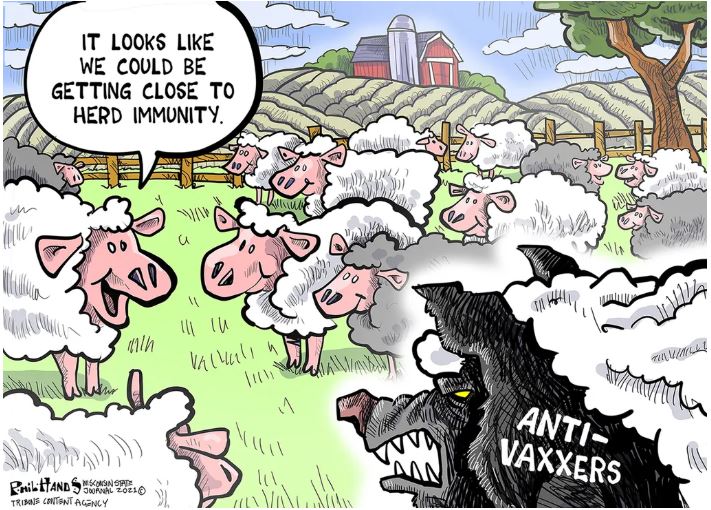 IT LOOKS LIKE
WE COULD BE
GETTING CLOSE TO
HERD IMMUNITY.
ANTI-
VAXXERS
PHIL HANDS WISCONSIN STATE
JOURNAL 2021©
TRIBUNE CONTENT AGENCY